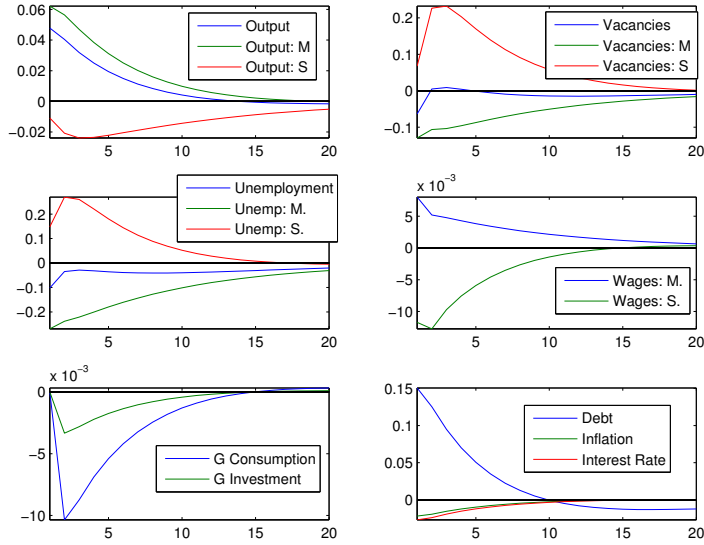 0.06
0.04
0.02
0
−0.02
5
10
15
20
Output
Output: M
Output: S
0.2
0.1
0
−0.1
5
10
15
20
Vacancies
Vacancies: M
Vacancies: S
0.2
0.1
0
−0.1
−0.2
5
10
15
20
Unemployment
Unemp: M.
Unemp: S.
x 10⁻³
5
0
−5
−10
5
10
15
20
Wages: M.
Wages: S.
x 10⁻³
0
−5
−10
5
10
15
20
G Consumption
G Investment
0.15
0.1
0.05
0
5
10
15
20
Debt
Inflation
Interest Rate